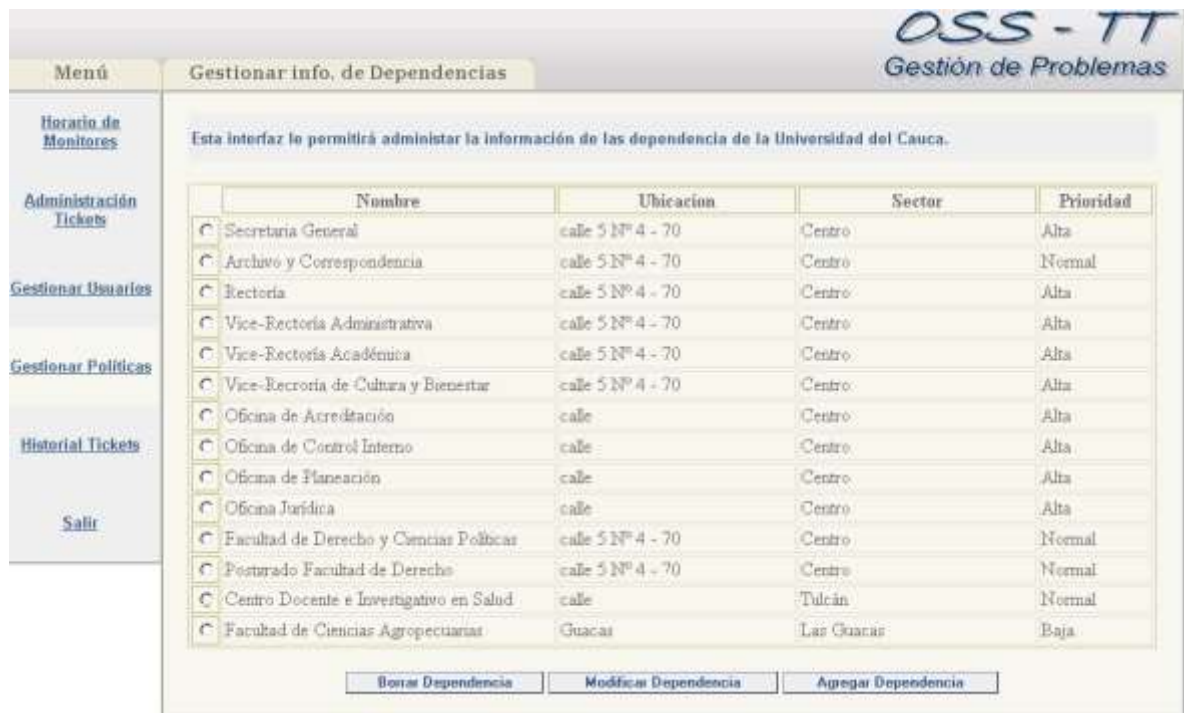 OSS - TT
Gestión de Problemas
Menú
Gestionar info. de Dependencias
Horario de
Monitores
Administración
Tickets
Gestionar Usuarios
Gestionar Políticas
Historial Tickets
Salir
Esta interfaz le permitirá administar la información de las dependencia de la Universidad del Cauca.
Nombre Ubicacion Sector Prioridad
Secretaria General calle 5 Nº 4 - 70 Centro Alta
Archivo y Correspondencia calle 5 Nº 4 - 70 Centro Normal
Rectoría calle 5 Nº 4 - 70 Centro Alta
Vice-Rectoría Administrativa calle 5 Nº 4 - 70 Centro Alta
Vice-Rectoría Académica calle 5 Nº 4 - 70 Centro Alta
Vice-Recroría de Cultura y Bienestar calle 5 Nº 4 - 70 Centro Alta
Oficina de Acreditación calle Centro Alta
Oficina de Control Interno calle Centro Alta
Oficina de Planeación calle Centro Alta
Oficina Jurídica calle Centro Alta
Facultad de Derecho y Ciencias Políticas calle 5 Nº 4 - 70 Centro Normal
Posturado Facultad de Derecho calle 5 Nº 4 - 70 Centro Normal
Centro Docente e Investigativo en Salud calle Tulcán Normal
Facultad de Ciencias Agropecuarias Guacas Las Guacas Baja
Borrar Dependencia Modificar Dependencia Agregar Dependencia